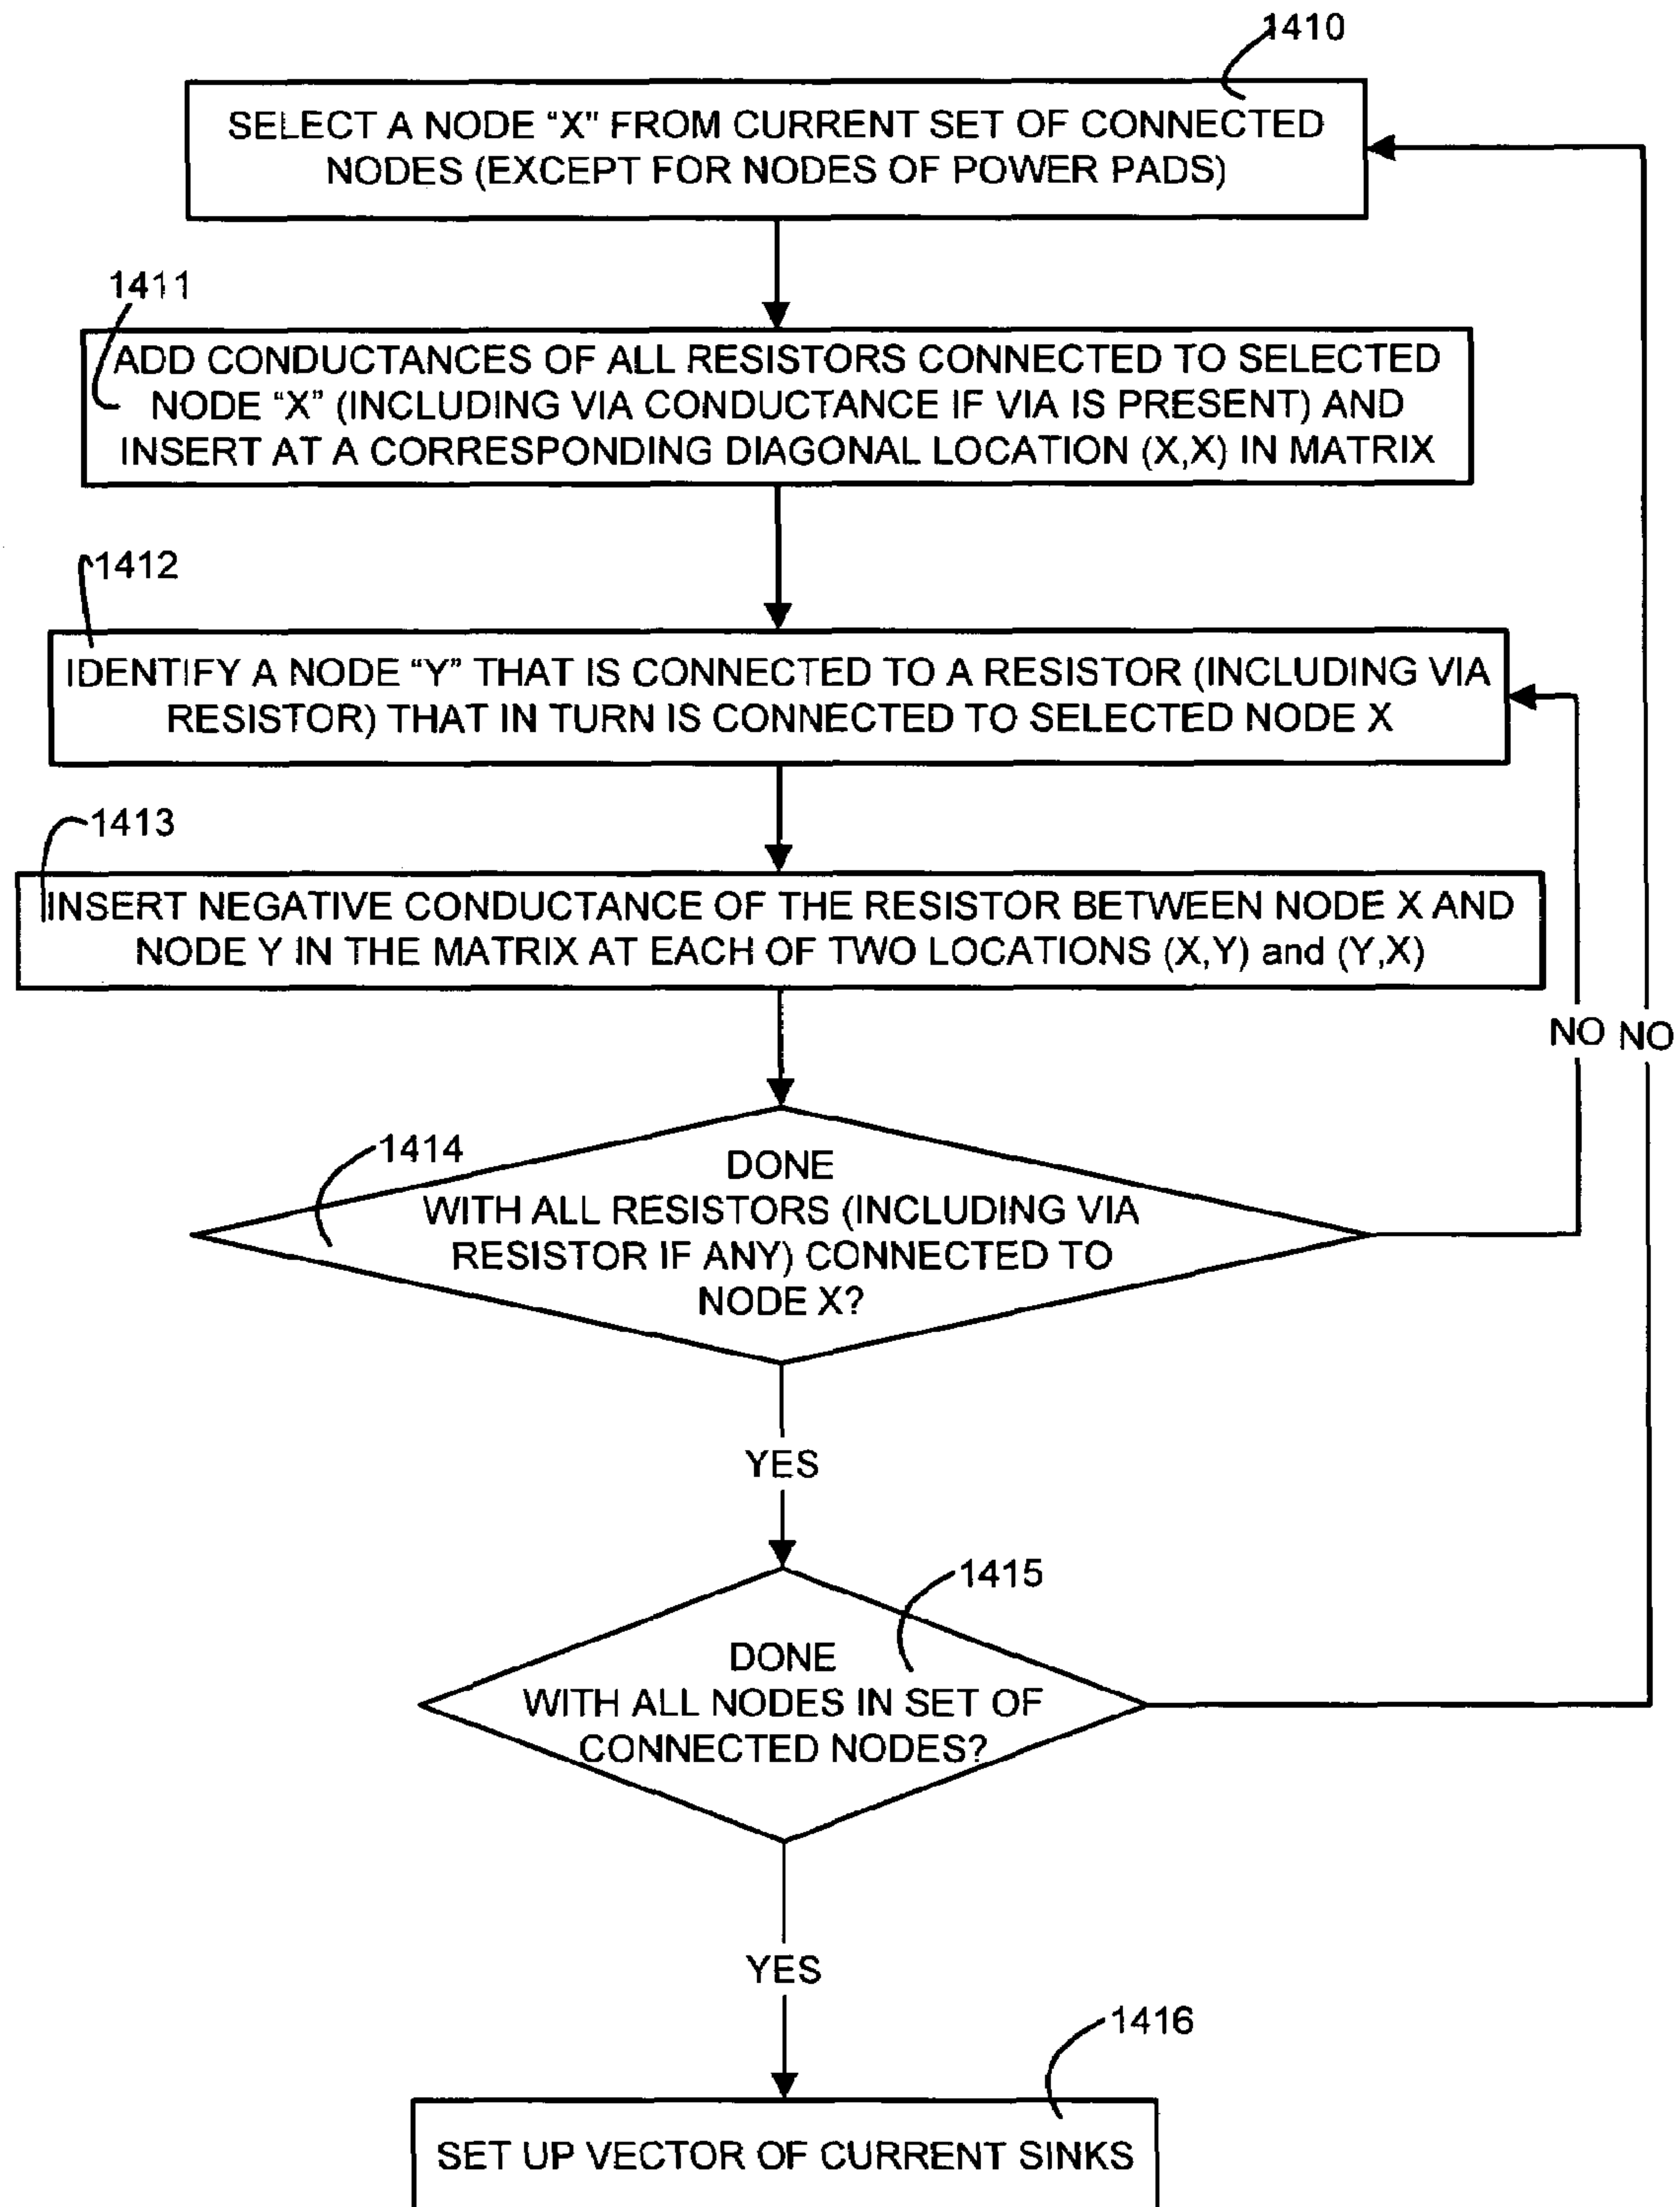 1410
SELECT A NODE “X” FROM CURRENT SET OF CONNECTED
NODES (EXCEPT FOR NODES OF POWER PADS)
1411
ADD CONDUCTANCES OF ALL RESISTORS CONNECTED TO SELECTED
NODE “X” (INCLUDING VIA CONDUCTANCE IF VIA IS PRESENT) AND
INSERT AT A CORRESPONDING DIAGONAL LOCATION (X,X) IN MATRIX
1412
IDENTIFY A NODE “Y” THAT IS CONNECTED TO A RESISTOR (INCLUDING VIA
RESISTOR) THAT IN TURN IS CONNECTED TO SELECTED NODE X
1413
INSERT NEGATIVE CONDUCTANCE OF THE RESISTOR BETWEEN NODE X AND
NODE Y IN THE MATRIX AT EACH OF TWO LOCATIONS (X,Y) and (Y,X)
NO NO
1414
DONE
WITH ALL RESISTORS (INCLUDING VIA
RESISTOR IF ANY) CONNECTED TO
NODE X?
YES
1415
DONE
WITH ALL NODES IN SET OF
CONNECTED NODES?
YES
1416
SET UP VECTOR OF CURRENT SINKS